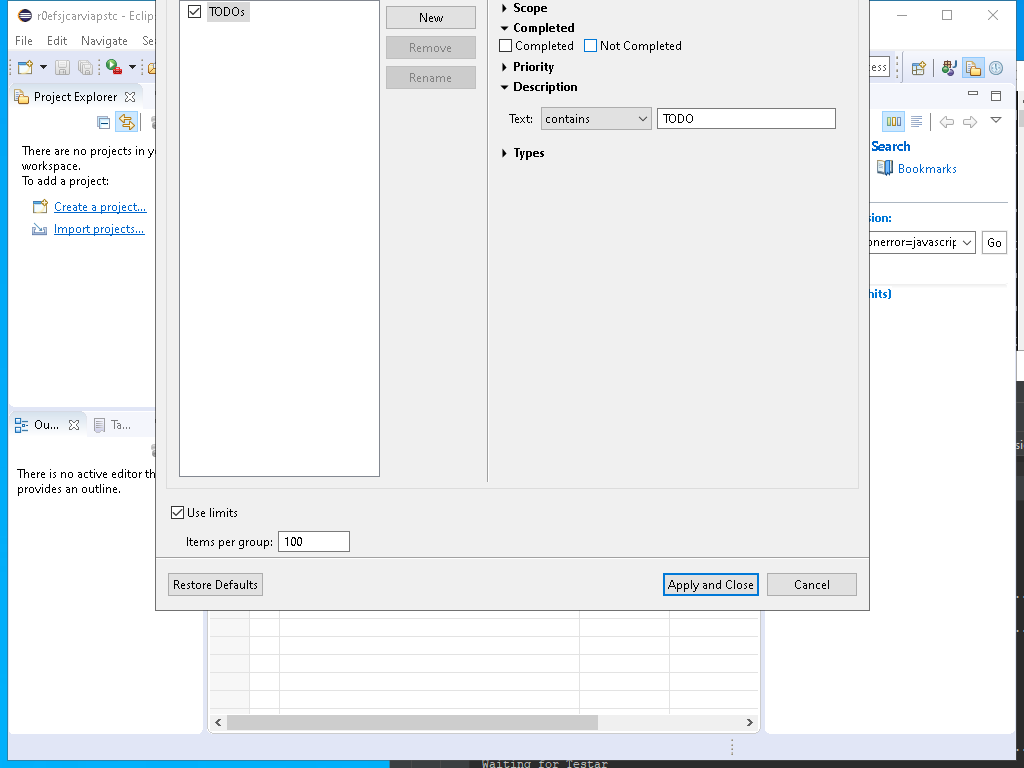 r0efsjcarviapstc - Eclip
File Edit Navigate Se
Project Explorer
There are no projects in y
workspace.
To add a project:
Create a project...
Import projects...
Ou... Ta...
There is no active editor th
provides an outline.
TODOs
New
Remove
Rename
Scope
Completed
Completed Not Completed
Priority
Description
Text: contains TODO
Types
Use limits
Items per group: 100
Restore Defaults Apply and Close Cancel
ess
Search
Bookmarks
sion:
onerror=javascrip Go
hits)
si
Waiting for Testar